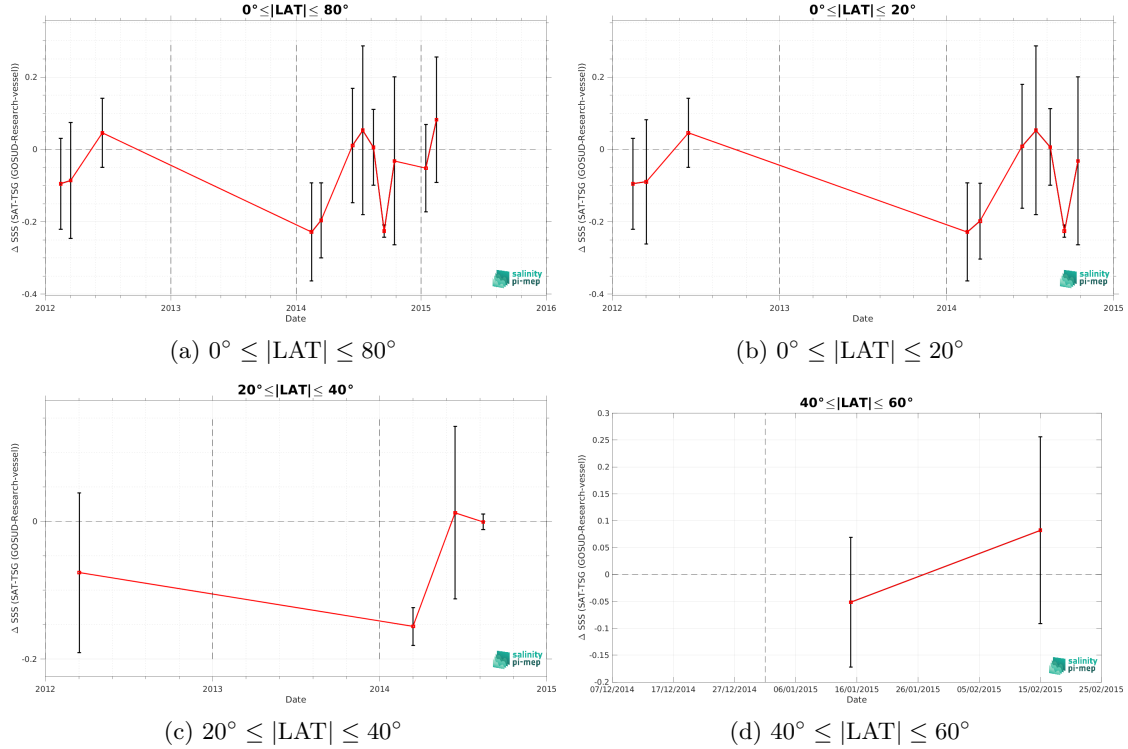 0°≤|LAT|≤ 80°
Δ SSS (SAT-TSG (GOSUD-Research-vessel))
0.2
0
-0.2
-0.4
salinity
pi-mep
2012 2013 2014 2015 2016
Date
(a) 0° ≤ |LAT| ≤ 80°
0°≤|LAT|≤ 20°
Δ SSS (SAT-TSG (GOSUD-Research-vessel))
0.2
0
-0.2
-0.4
salinity
pi-mep
2012 2013 2014 2015
Date
(b) 0° ≤ |LAT| ≤ 20°
20°≤|LAT|≤ 40°
Δ SSS (SAT-TSG (GOSUD-Research-vessel))
0
-0.2
salinity
pi-mep
2012 2013 2014 2015
Date
(c) 20° ≤ |LAT| ≤ 40°
40°≤|LAT|≤ 60°
Δ SSS (SAT-TSG (GOSUD-Research-vessel))
0.3
0.25
0.2
0.15
0.1
0.05
0
-0.05
-0.1
-0.15
-0.2
salinity
pi-mep
07/12/2014 17/12/2014 27/12/2014 06/01/2015 16/01/2015 26/01/2015 05/02/2015 15/02/2015 25/02/2015
Date
(d) 40° ≤ |LAT| ≤ 60°